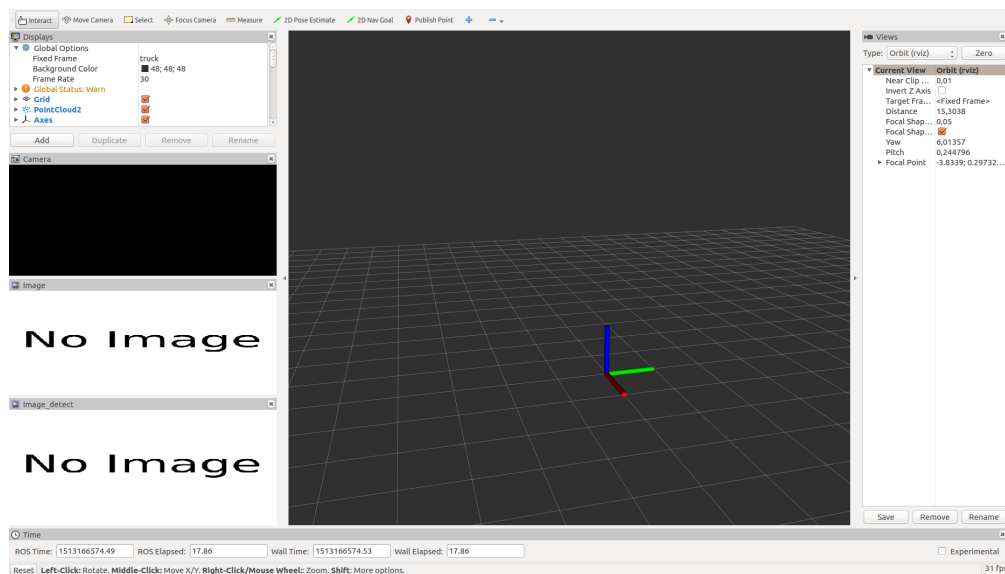 Interact Move Camera Select Focus Camera Measure 2D Pose Estimate 2D Nav Goal Publish Point
Displays
Global Options
Fixed Frame truck
Background Color 48; 48; 48
Frame Rate 30
Global Status: Warn
Grid
PointCloud2
Axes
Add Duplicate Remove Rename
Camera
Image
No Image
Image_detect
No Image
Views
Type: Orbit (rviz) Zero
Current View Orbit (rviz)
Near Clip ... 0,01
Invert Z Axis
Target Fra... <Fixed Frame>
Distance 15,3038
Focal Shap... 0,05
Focal Shap...
Yaw 6,01357
Pitch 0,244796
Focal Point -3.8339; 0.29732...
Save Remove Rename
Time
ROS Time: 1513166574.49 ROS Elapsed: 17.86 Wall Time: 1513166574.53 Wall Elapsed: 17.86 Experimental
Reset Left-Click: Rotate. Middle-Click: Move X/Y. Right-Click/Mouse Wheel:: Zoom. Shift: More options. 31 fps